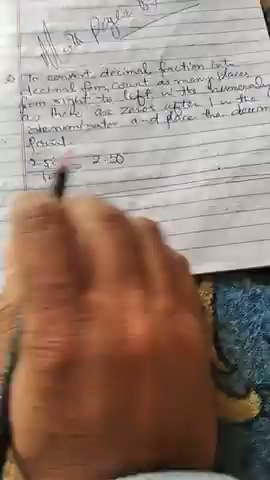 To convert decimal fraction into
decimal form, count as many places
from right to left in the numerator
as there are zeros after 1 in the
denominator and place the decimal
point.
2.50